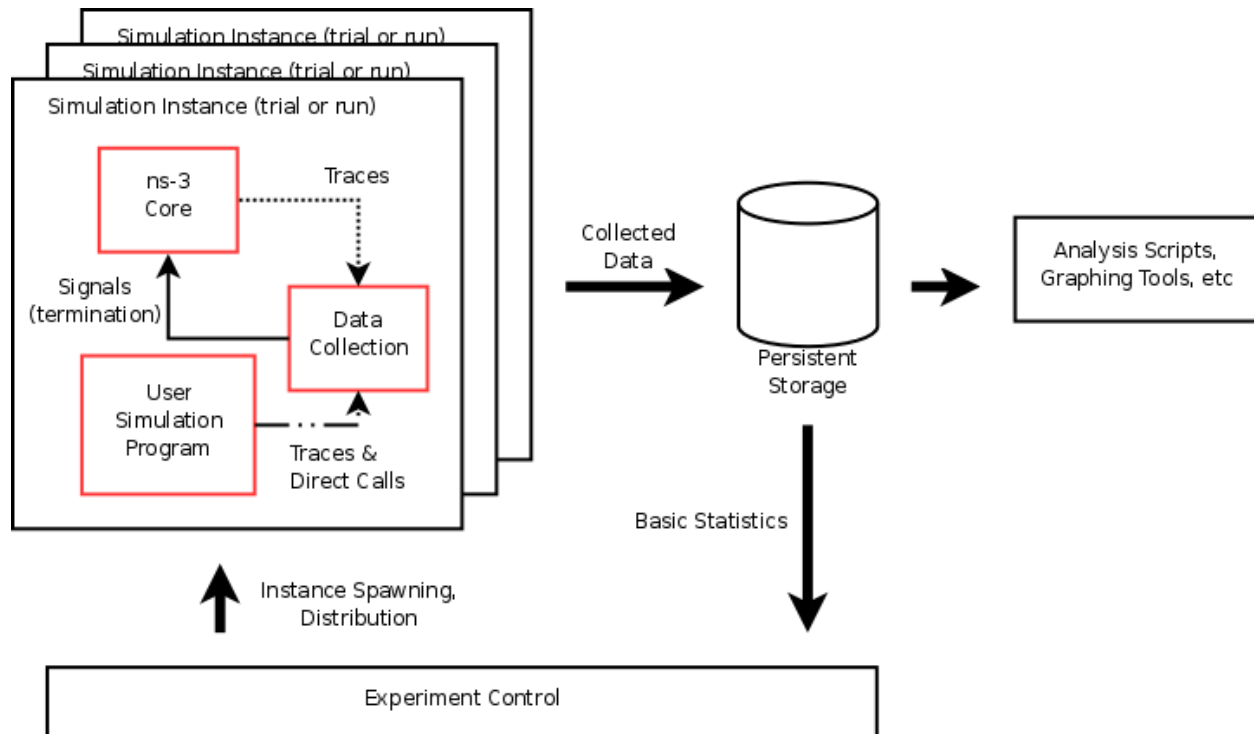 Simulation Instance (trial or run)
Simulation Instance (trial or run)
Simulation Instance (trial or run)
ns-3
Core
Traces
Signals
(termination)
Data
Collection
User
Simulation
Program
Traces &
Direct Calls
Collected
Data
Persistent
Storage
Analysis Scripts,
Graphing Tools, etc
Basic Statistics
Instance Spawning,
Distribution
Experiment Control